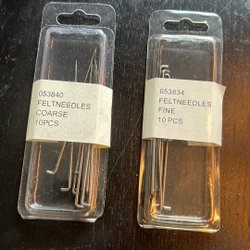 053840
FELTNEEDLES
COARSE
10PCS
053834
FELTNEEDLES
FINE
10 PCS